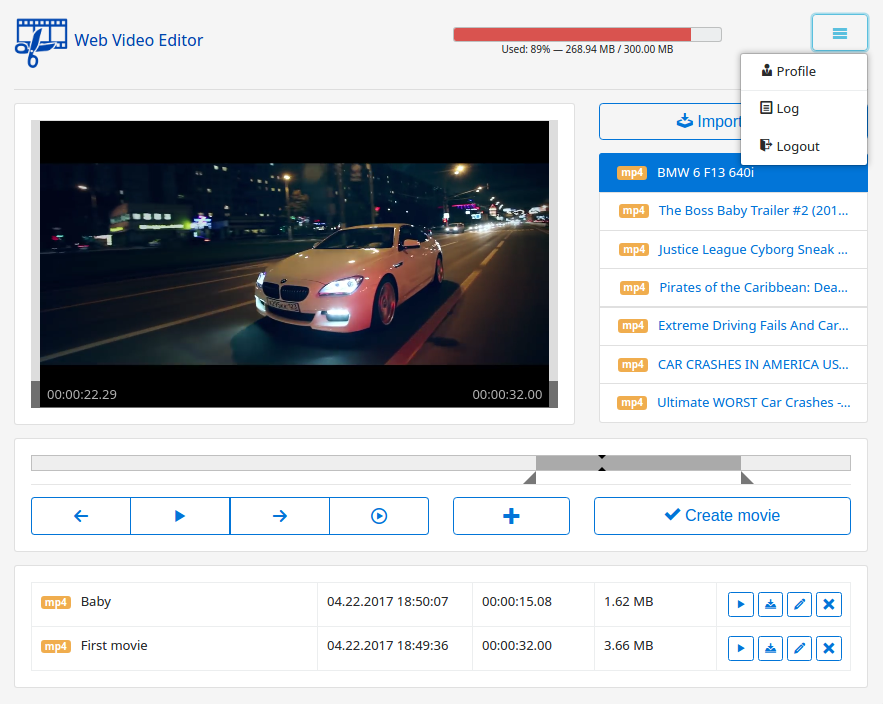 Web Video Editor
Used: 89% — 268.94 MB / 300.00 MB
Profile
Log
Logout
Import
00:00:22.29
00:00:32.00
mp4 BMW 6 F13 640i
mp4 The Boss Baby Trailer #2 (201...
mp4 Justice League Cyborg Sneak ...
mp4 Pirates of the Caribbean: Dea...
mp4 Extreme Driving Fails And Car...
mp4 CAR CRASHES IN AMERICA US...
mp4 Ultimate WORST Car Crashes -...
Create movie
mp4 Baby 04.22.2017 18:50:07 00:00:15.08 1.62 MB
mp4 First movie 04.22.2017 18:49:36 00:00:32.00 3.66 MB